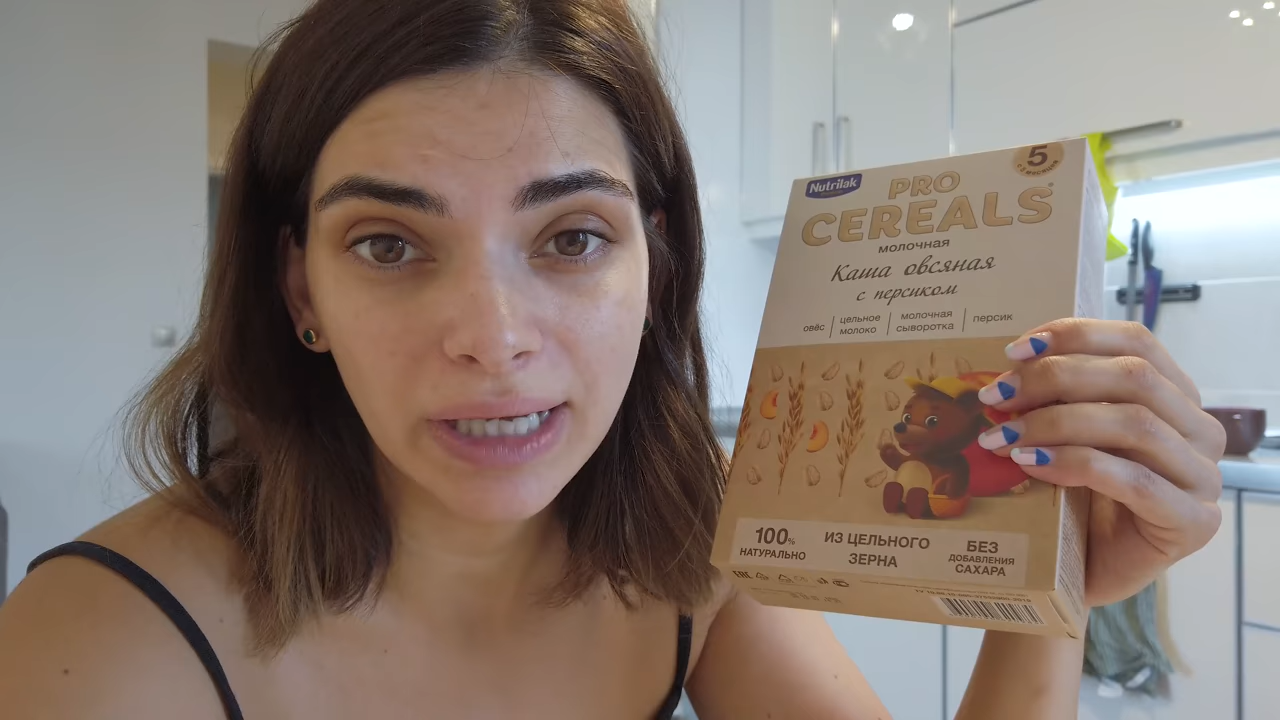 Nutrilak
PRO
5
CEREALS
молочная
Каша овсяная
с персиком
овёс
цельное
молоко
молочная
сыворотка
персик
100%
НАТУРАЛЬНО
ИЗ ЦЕЛЬНОГО
ЗЕРНА
БЕЗ
ДОБАВЛЕНИЯ
САХАРА
EAC